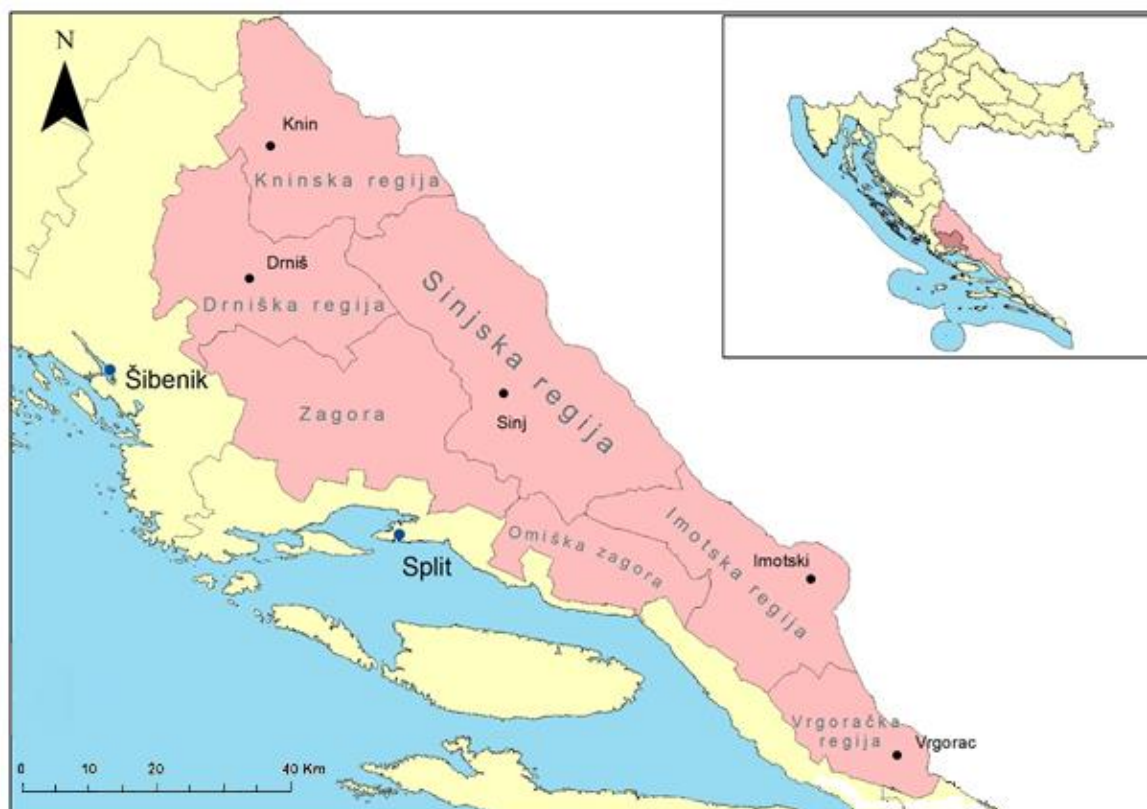 N
Knin
Kninska regija
Drniš
Drniška regija
Sinjska regija
Šibenik
Zagora
Sinj
Imotska regija
Omiška zagora
Split
Imotski
Vrgoračka
regija
Vrgorac
0 10 20 40 Km